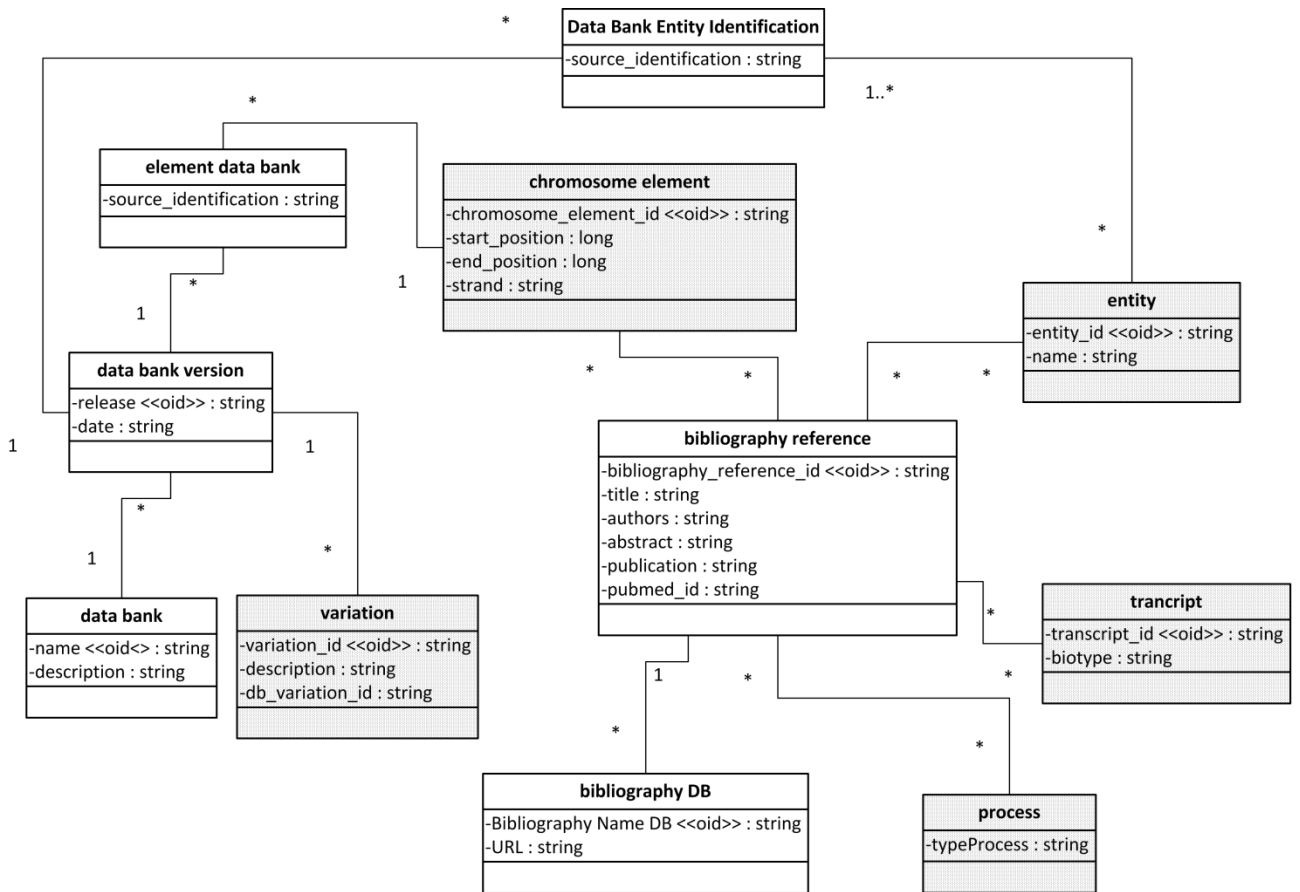 *
Data Bank Entity Identification
-source_identification : string
1..*
*
element data bank
-source_identification : string
chromosome element
-chromosome_element_id <<oid>> : string
-start_position : long
-end_position : long
-strand : string
*
1
*
1
entity
-entity_id <<oid>> : string
-name : string
data bank version
-release <<oid>> : string
-date : string
*
*
*
*
1
1
bibliography reference
-bibliography_reference_id <<oid>> : string
-title : string
-authors : string
-abstract : string
-publication : string
-pubmed_id : string
*
1
*
data bank
-name <<oid<> : string
-description : string
variation
-variation_id <<oid>> : string
-description : string
-db_variation_id : string
trancript
-transcript_id <<oid>> : string
-biotype : string
*
*
1
*
*
*
bibliography DB
-Bibliography Name DB <<oid>> : string
-URL : string
process
-typeProcess : string